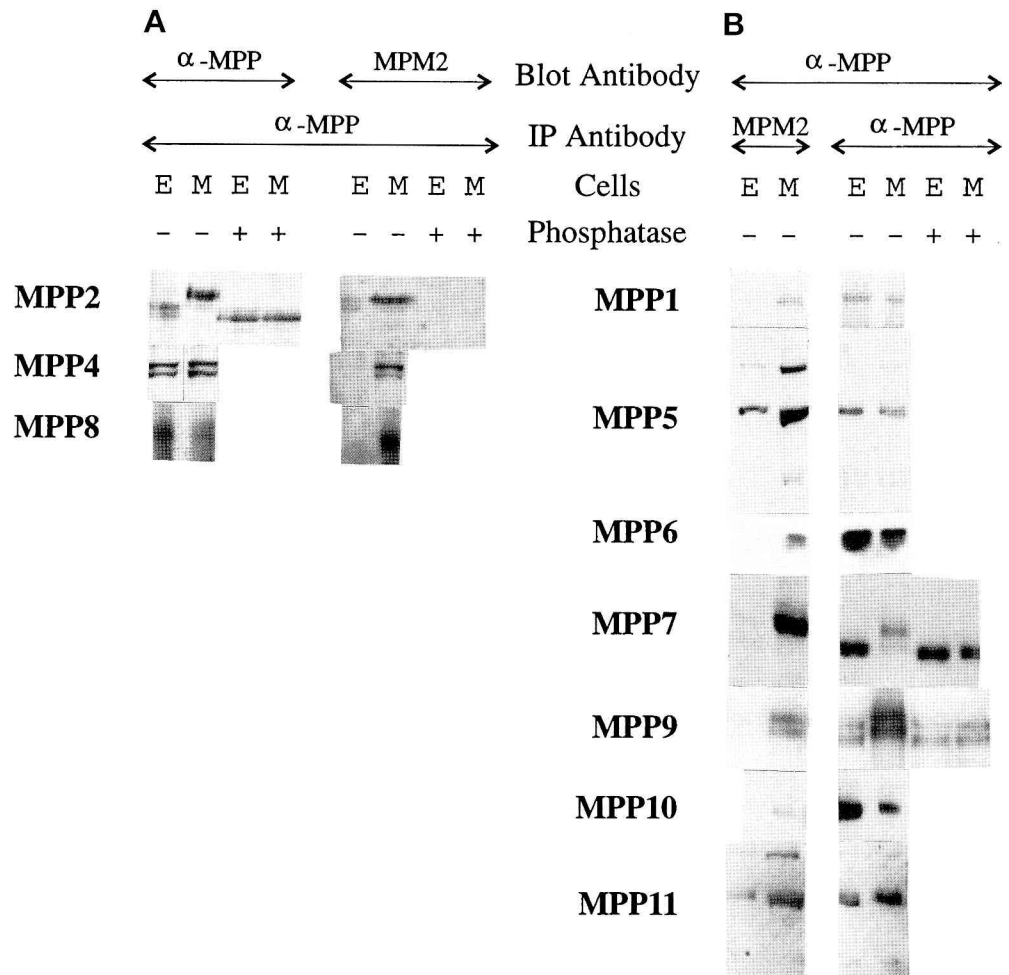 A B
α-MPP MPM2 Blot Antibody α-MPP
α-MPP IP Antibody MPM2 α-MPP
E M E M E M E M Cells E M E M E M
– – + + – – + + Phosphatase – – – – + +
MPP2 MPP1
MPP4
MPP5
MPP8
MPP6
MPP7
MPP9
MPP10
MPP11